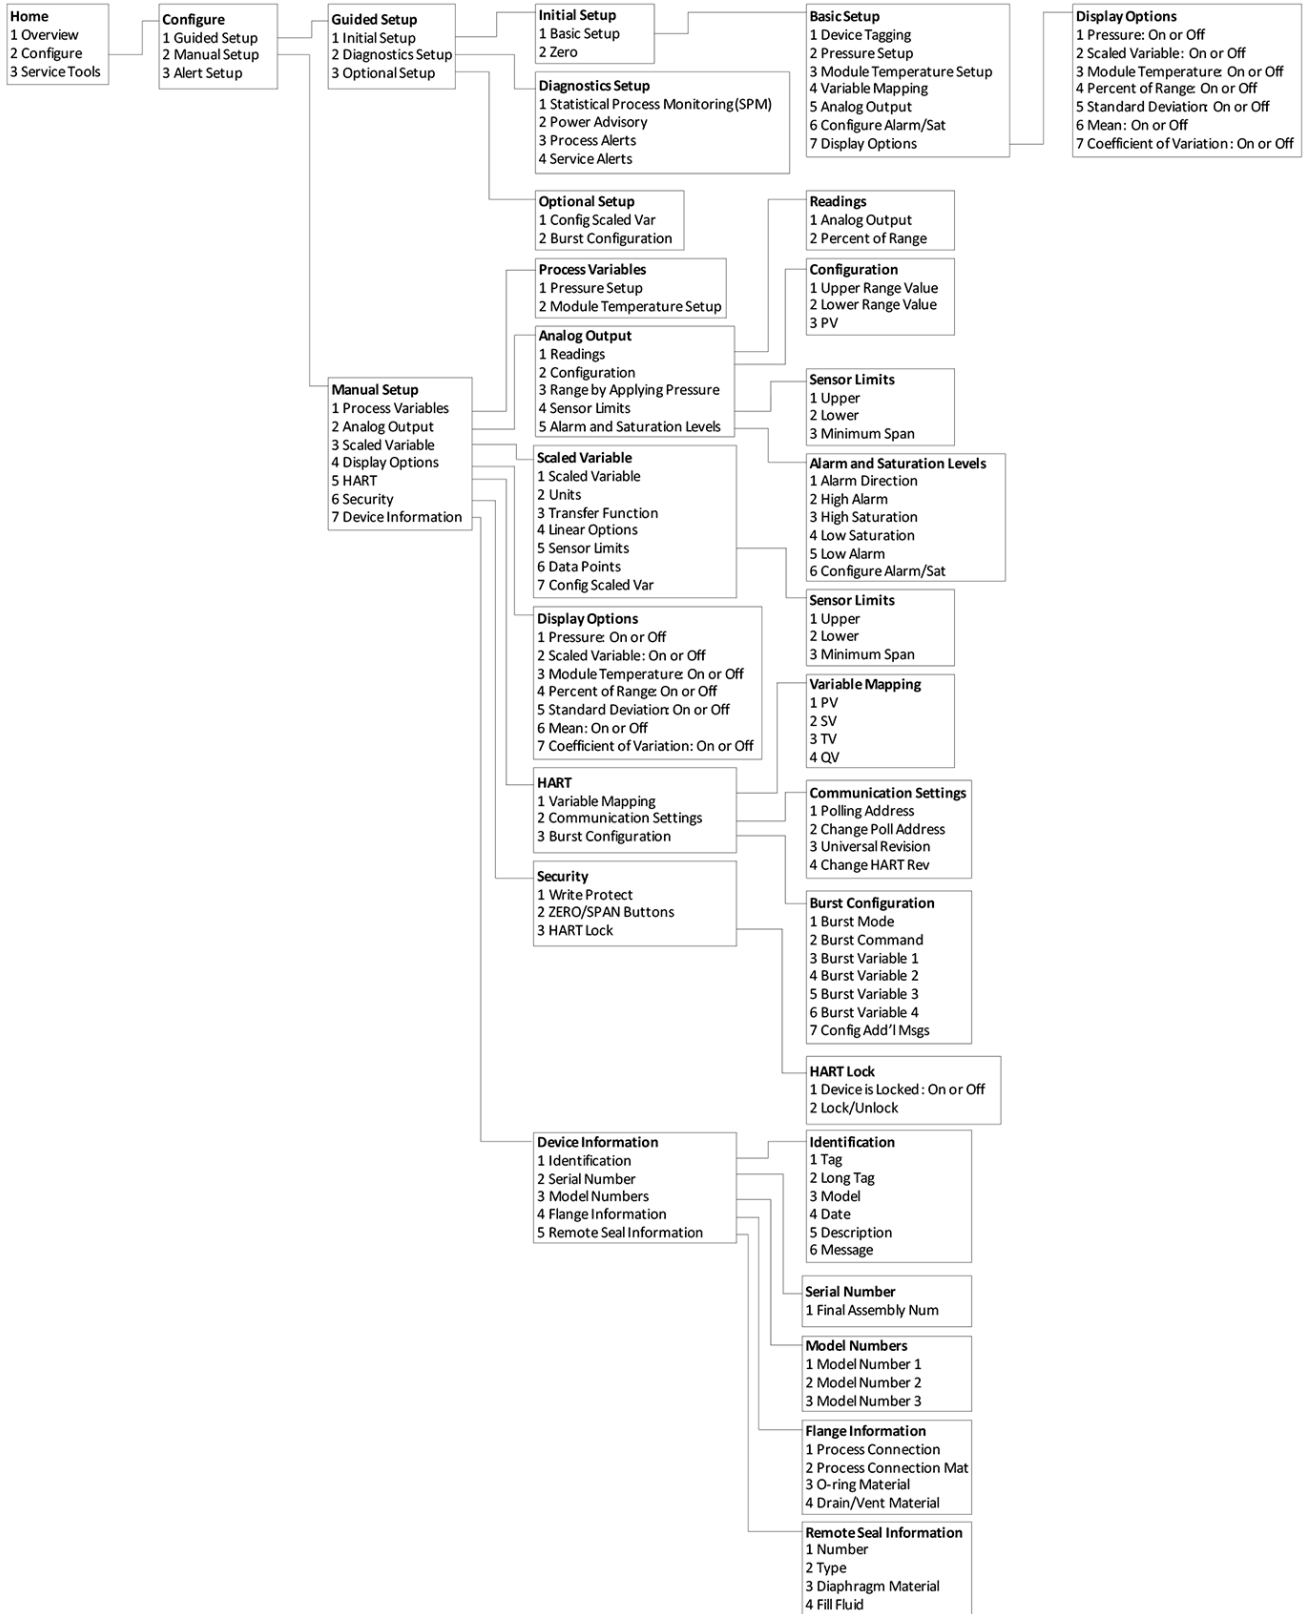 Home
1 Overview
2 Configure
3 Service Tools
Configure
1 Guided Setup
2 Manual Setup
3 Alert Setup
Guided Setup
1 Initial Setup
2 Diagnostics Setup
3 Optional Setup
Initial Setup
1 Basic Setup
2 Zero
Basic Setup
1 Device Tagging
2 Pressure Setup
3 Module Temperature Setup
4 Variable Mapping
5 Analog Output
6 Configure Alarm/Sat
7 Display Options
Display Options
1 Pressure: On or Off
2 Scaled Variable: On or Off
3 Module Temperature: On or Off
4 Percent of Range: On or Off
5 Standard Deviation: On or Off
6 Mean: On or Off
7 Coefficient of Variation: On or Off
Diagnostics Setup
1 Statistical Process Monitoring (SPM)
2 Power Advisory
3 Process Alerts
4 Service Alerts
Optional Setup
1 Config Scaled Var
2 Burst Configuration
Readings
1 Analog Output
2 Percent of Range
Process Variables
1 Pressure Setup
2 Module Temperature Setup
Configuration
1 Upper Range Value
2 Lower Range Value
3 PV
Analog Output
1 Readings
2 Configuration
3 Range by Applying Pressure
4 Sensor Limits
5 Alarm and Saturation Levels
Sensor Limits
1 Upper
2 Lower
3 Minimum Span
Manual Setup
1 Process Variables
2 Analog Output
3 Scaled Variable
4 Display Options
5 HART
6 Security
7 Device Information
Scaled Variable
1 Scaled Variable
2 Units
3 Transfer Function
4 Linear Options
5 Sensor Limits
6 Data Points
7 Config Scaled Var
Alarm and Saturation Levels
1 Alarm Direction
2 High Alarm
3 High Saturation
4 Low Saturation
5 Low Alarm
6 Configure Alarm/Sat
Sensor Limits
1 Upper
2 Lower
3 Minimum Span
Display Options
1 Pressure: On or Off
2 Scaled Variable: On or Off
3 Module Temperature: On or Off
4 Percent of Range: On or Off
5 Standard Deviation: On or Off
6 Mean: On or Off
7 Coefficient of Variation: On or Off
Variable Mapping
1 PV
2 SV
3 TV
4 QV
HART
1 Variable Mapping
2 Communication Settings
3 Burst Configuration
Communication Settings
1 Polling Address
2 Change Poll Address
3 Universal Revision
4 Change HART Rev
Security
1 Write Protect
2 ZERO/SPAN Buttons
3 HART Lock
Burst Configuration
1 Burst Mode
2 Burst Command
3 Burst Variable 1
4 Burst Variable 2
5 Burst Variable 3
6 Burst Variable 4
7 Config Add'l Msgs
HART Lock
1 Device is Locked: On or Off
2 Lock/Unlock
Device Information
1 Identification
2 Serial Number
3 Model Numbers
4 Flange Information
5 Remote Seal Information
Identification
1 Tag
2 Long Tag
3 Model
4 Date
5 Description
6 Message
Serial Number
1 Final Assembly Num
Model Numbers
1 Model Number 1
2 Model Number 2
3 Model Number 3
Flange Information
1 Process Connection
2 Process Connection Mat
3 O-ring Material
4 Drain/Vent Material
Remote Seal Information
1 Number
2 Type
3 Diaphragm Material
4 Fill Fluid